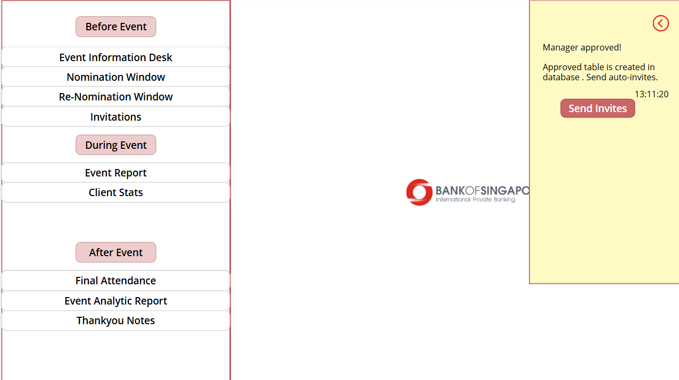 Before Event
Event Information Desk
Nomination Window
Re-Nomination Window
Invitations
During Event
Event Report
Client Stats
After Event
Final Attendance
Event Analytic Report
Thankyou Notes
BANKOFSINGAPO
International Private Banking
Manager approved!
Approved table is created in
database . Send auto-invites.
13:11:20
Send Invites